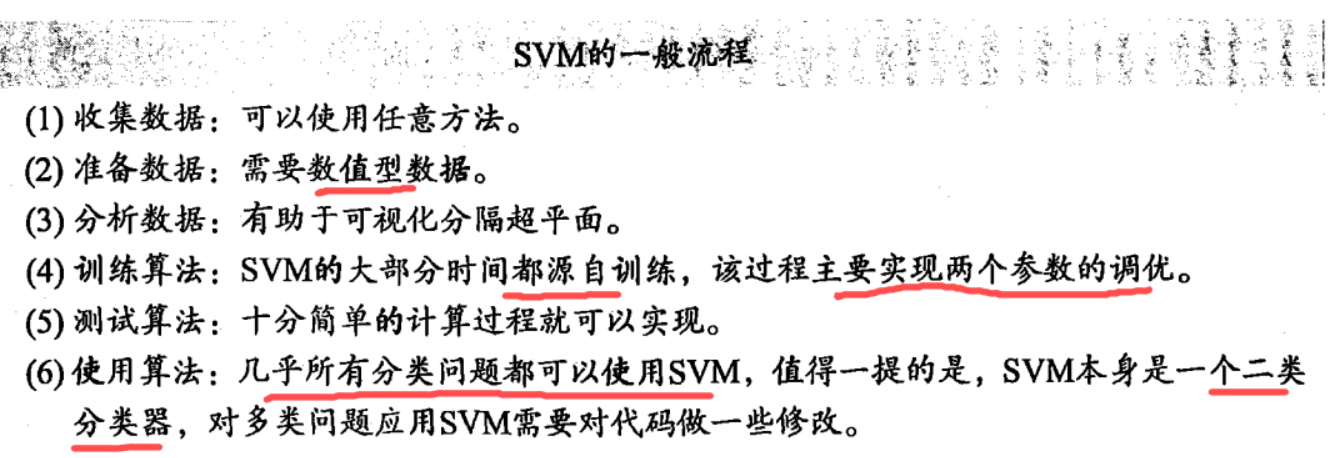 SVM的一般流程
(1) 收集数据：可以使用任意方法。
(2) 准备数据：需要数值型数据。
(3) 分析数据：有助于可视化分隔超平面。
(4) 训练算法：SVM的大部分时间都源自训练，该过程主要实现两个参数的调优。
(5) 测试算法：十分简单的计算过程就可以实现。
(6) 使用算法：几乎所有分类问题都可以使用SVM，值得一提的是，SVM本身是一个二类
分类器，对多类问题应用SVM需要对代码做一些修改。